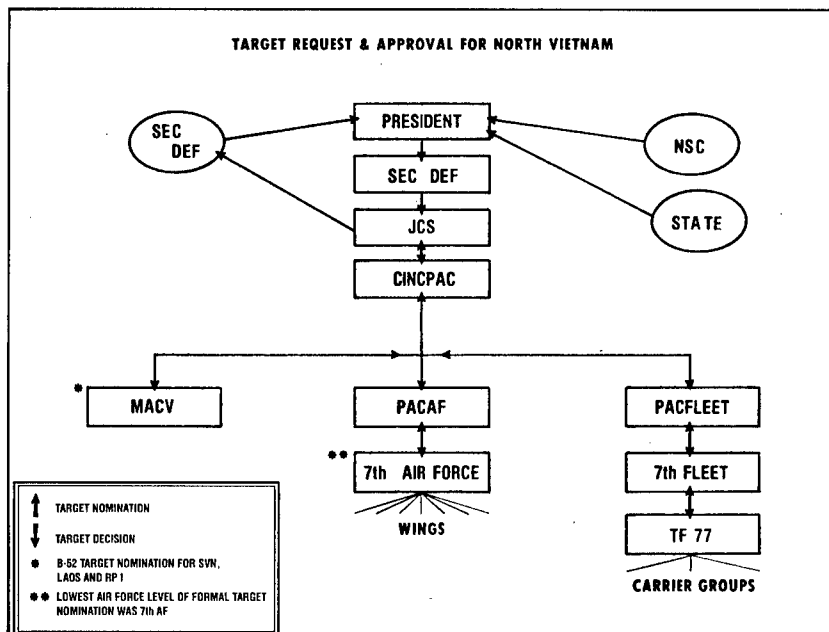 TARGET REQUEST & APPROVAL FOR NORTH VIETNAM
PRESIDENT
SEC
DEF
NSC
SEC DEF
STATE
JCS
CINCPAC
*
MACV
PACAF
PACFLEET
**
7th AIR FORCE
7th FLEET
WINGS
TF 77
CARRIER GROUPS
TARGET NOMINATION
TARGET DECISION
* B-52 TARGET NOMINATION FOR SVN,
LAOS AND RP 1
** LOWEST AIR FORCE LEVEL OF FORMAL TARGET
NOMINATION WAS 7th AF